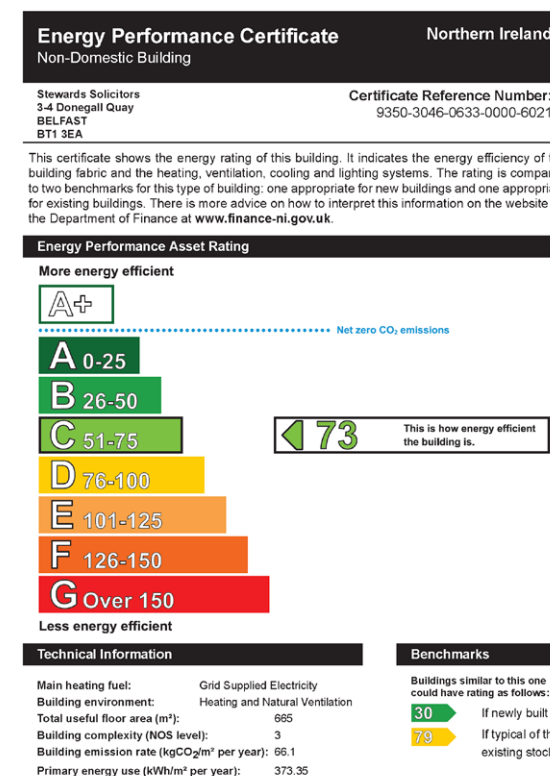 Energy Performance Certificate
Northern Ireland
Non-Domestic Building
Stewards Solicitors
3-4 Donegall Quay
BELFAST
BT1 3EA
Certificate Reference Number:
9350-3046-0633-0000-6021
This certificate shows the energy rating of this building. It indicates the energy efficiency of
building fabric and the heating, ventilation, cooling and lighting systems. The rating is compar
to two benchmarks for this type of building: one appropriate for new buildings and one appropria
for existing buildings. There is more advice on how to interpret this information on the website
the Department of Finance at www.finance-ni.gov.uk.
Energy Performance Asset Rating
More energy efficient
A+
Net zero CO₂ emissions
A 0-25
B 26-50
C 51-75
73
This is how energy efficient
the building is.
D 76-100
E 101-125
F 126-150
G Over 150
Less energy efficient
Technical Information
Main heating fuel: Grid Supplied Electricity
Building environment: Heating and Natural Ventilation
Total useful floor area (m²): 665
Building complexity (NOS level): 3
Building emission rate (kgCO₂/m² per year): 66.1
Primary energy use (kWh/m² per year): 373.35
Benchmarks
Buildings similar to this one
could have rating as follows:
30 If newly built
79 If typical of th
existing stock